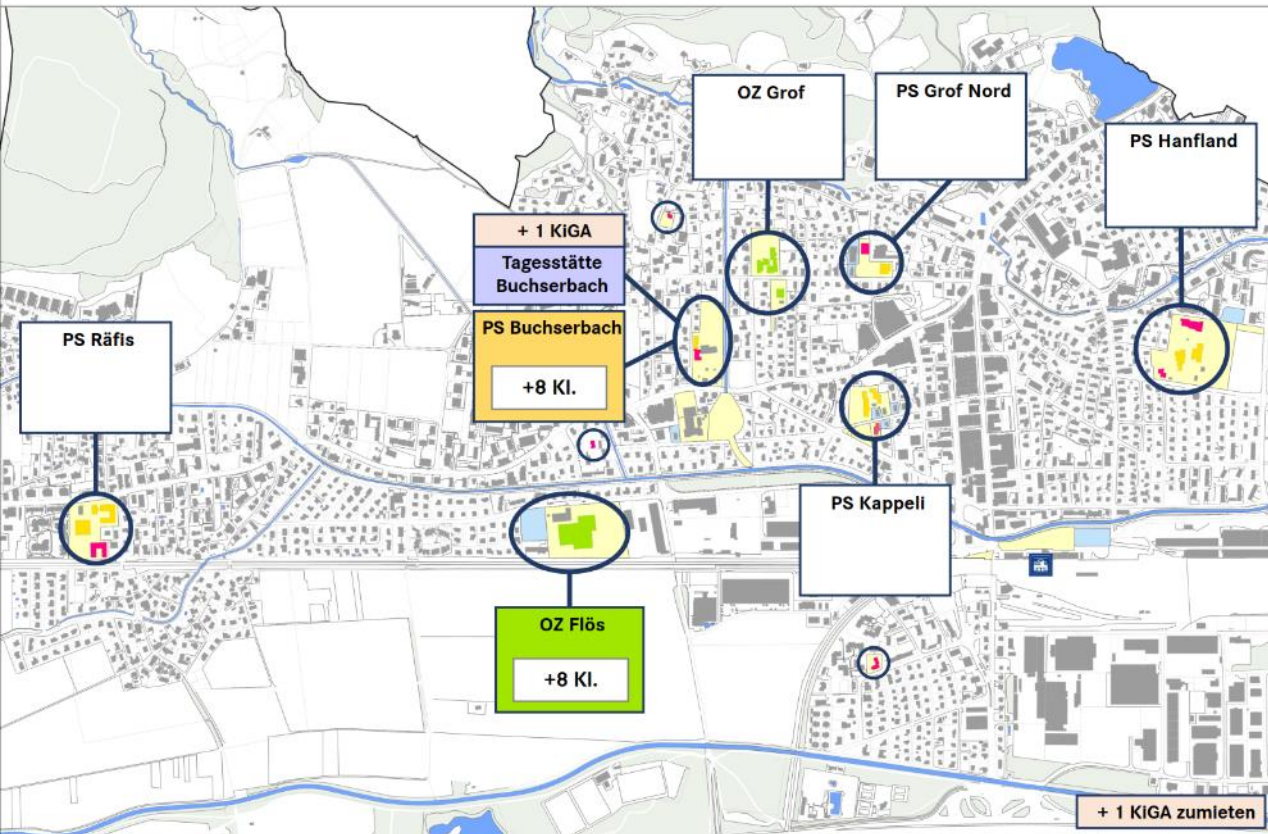 OZ Grof
PS Grof Nord
PS Hanfland
+ 1 KiGA
Tagesstätte
Buchserbach
PS Buchserbach
+8 Kl.
PS Räfis
PS Kappeli
OZ Flös
+8 Kl.
+ 1 KiGA zumieten